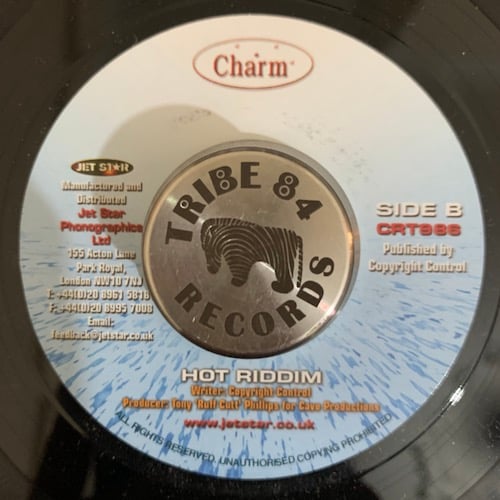 Charm
JET STAR
Manufactured and
Distributed
Jet Star
Phonographics
Ltd
155 Acton Lane
Park Royal,
London NW10 7NJ
T: +44(0)20 8961 5818
F: +44(0)20 8995 7008
Email:
feedback@jetstar.co.uk
TRIBE 84
RECORDS
SIDE B
CRT986
Published by
Copyright Control
HOT RIDDIM
Writer: Copyright Control
Producer: Tony 'Ruff Cutt' Phillips for Cave Productions
www.jetstar.co.uk
ALL RIGHTS RESERVED. UNAUTHORISED COPYING PROHIBITED.